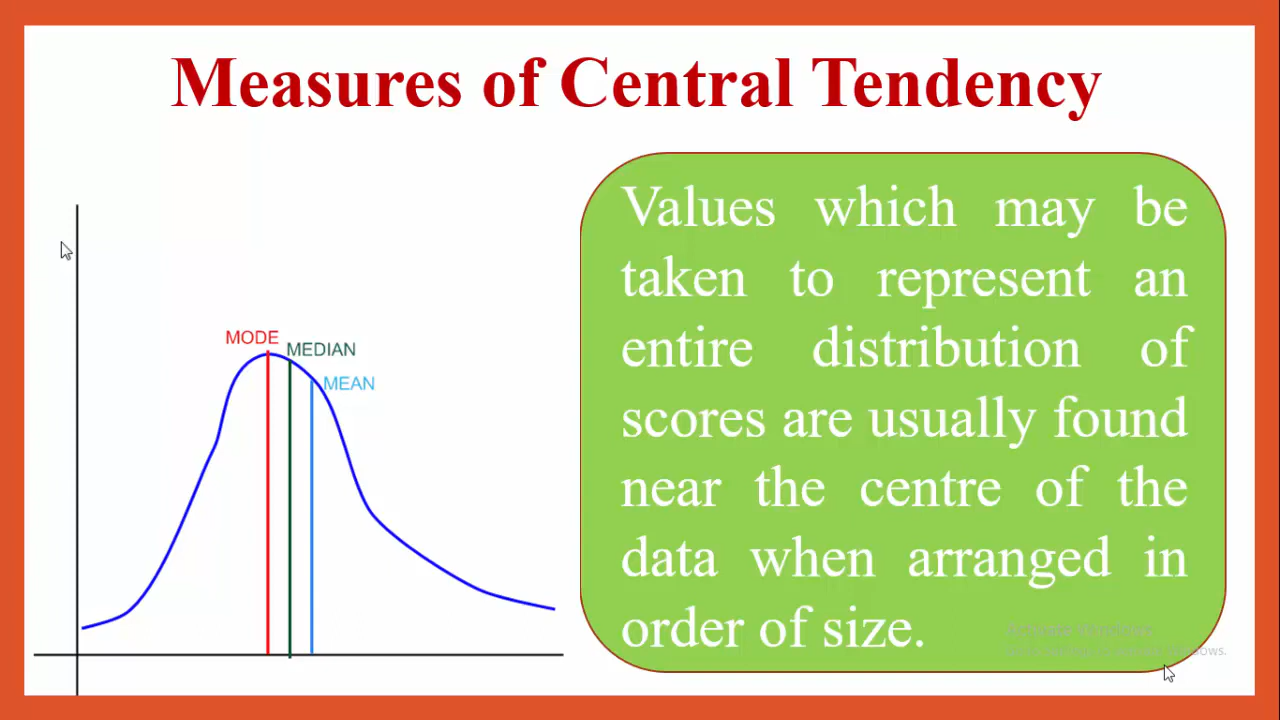 Measures of Central Tendency
MODE
MEDIAN
MEAN
Values which may be
taken to represent an
entire distribution of
scores are usually found
near the centre of the
data when arranged in
order of size.